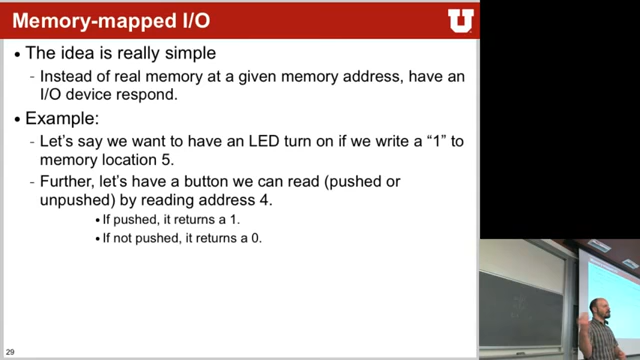 Memory-mapped I/O
U
• The idea is really simple
- Instead of real memory at a given memory address, have an
I/O device respond.
• Example:
- Let's say we want to have an LED turn on if we write a “1” to
memory location 5.
- Further, let's have a button we can read (pushed or
unpushed) by reading address 4.
• If pushed, it returns a 1.
• If not pushed, it returns a 0.
29